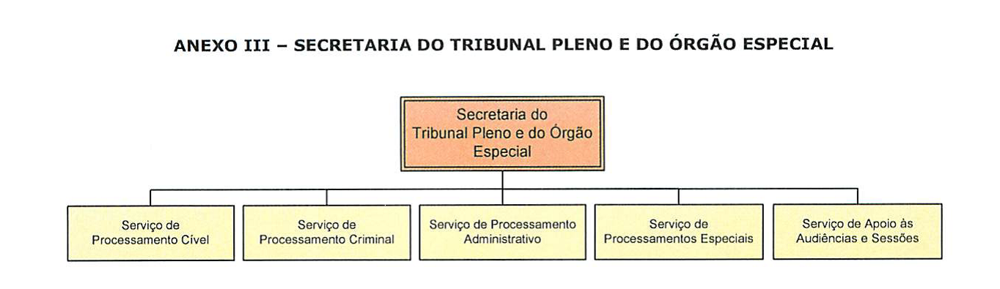 ANEXO III – SECRETARIA DO TRIBUNAL PLENO E DO ÓRGÃO ESPECIAL
Secretaria do
Tribunal Pleno e do Órgão
Especial
Serviço de
Processamento Cível
Serviço de
Processamento Criminal
Serviço de Processamento
Administrativo
Serviço de
Processamentos Especiais
Serviço de Apoio às
Audiências e Sessões